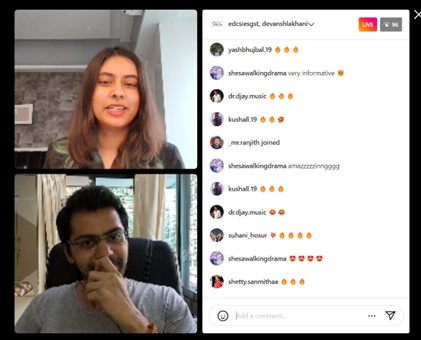 edcsiesgst, devanshlakhani
LIVE
96
yashbhujbal.19 🔥 🔥 🔥
shesawalkingdrama very informative 🥺
dr.djay.music 🔥 🔥 🔥
kushall.19 🔥 🔥 💥
_mr.ranjith joined
shesawalkingdrama amazzzzzinngggg
kushall.19 🔥 🔥 🔥
dr.djay.music 😂 😂
suhani_hosur 💥 🔥 🔥 🔥 🔥
shesawalkingdrama 😍 😍 😍 😍
shetty.sanmithaa 🔥 🔥 🔥
Add a comment...